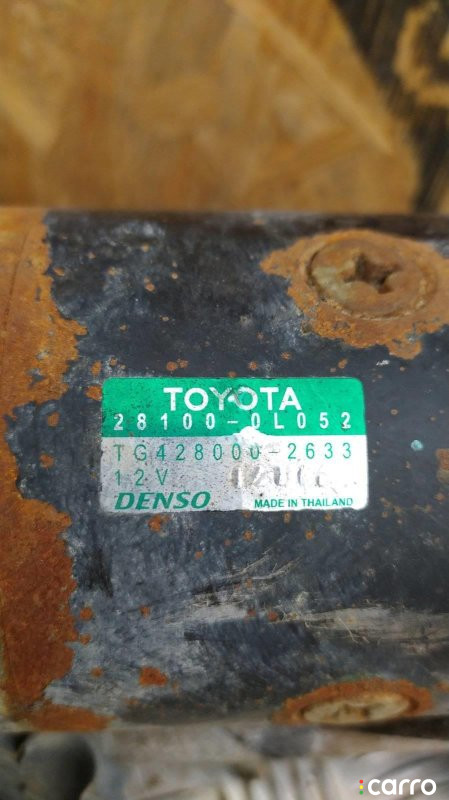 TOYOTA
28100-0L052
TG428000-2633
12V
DENSO MADE IN THAILAND
carro